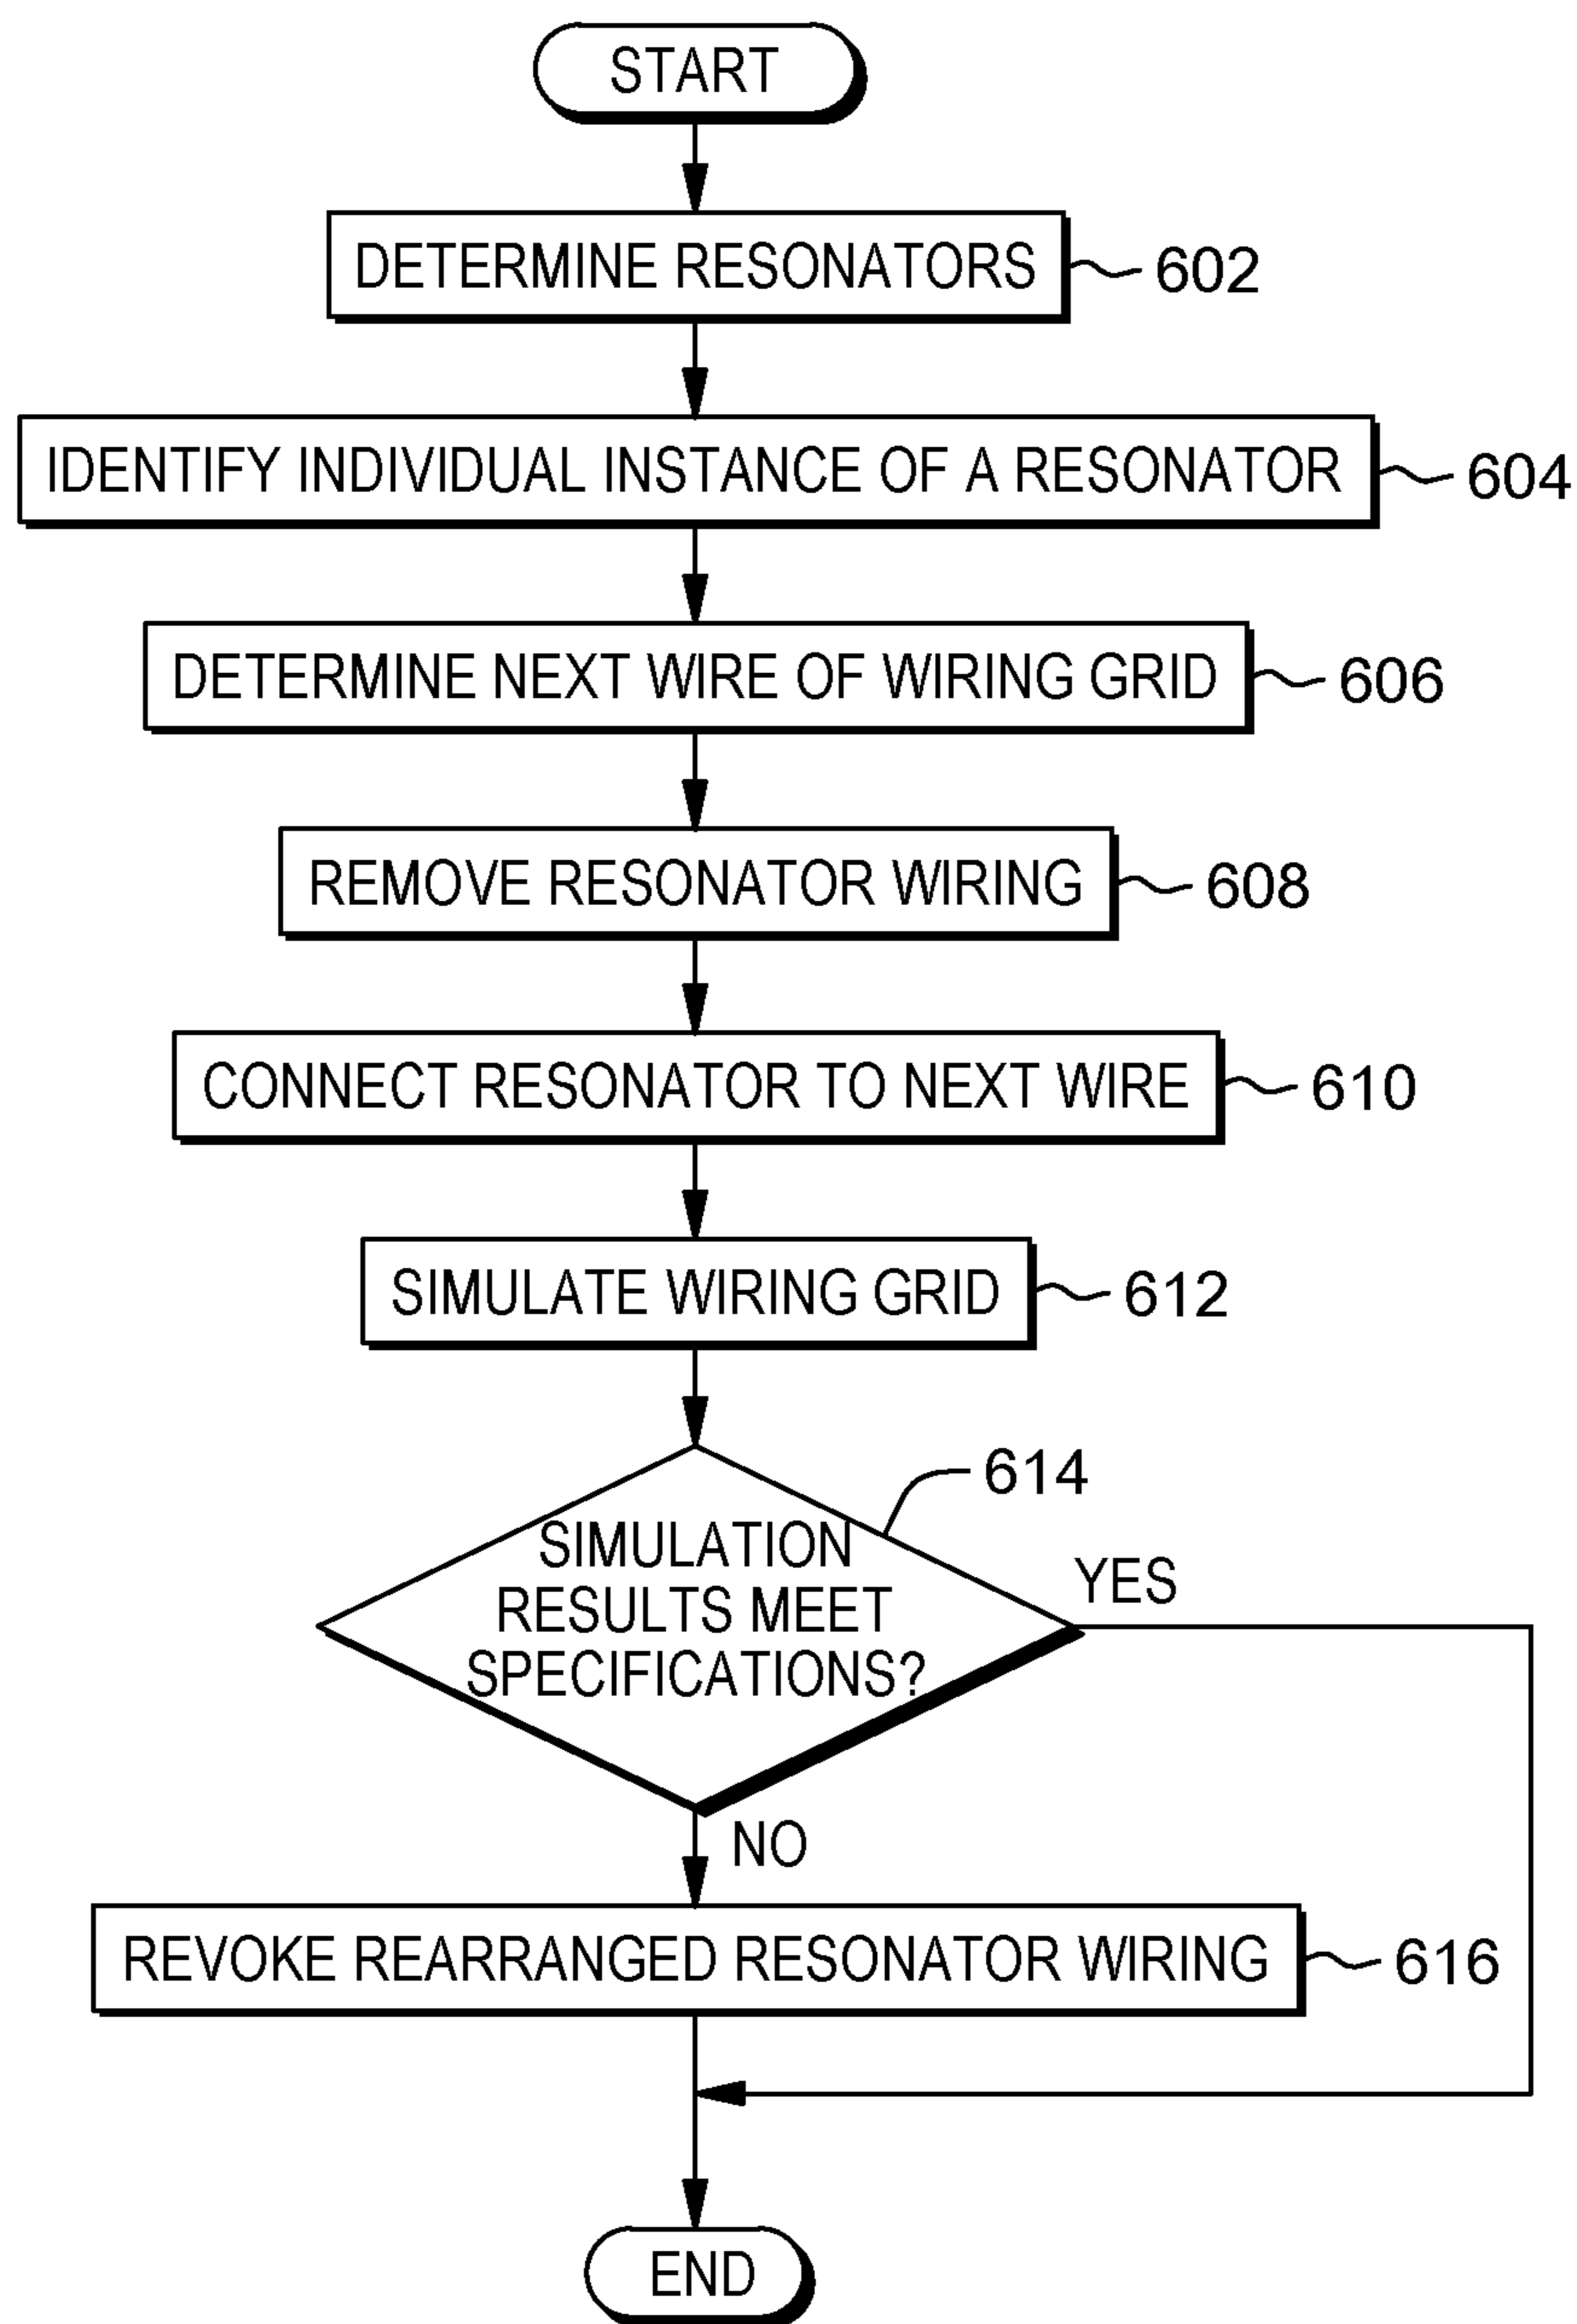 START
DETERMINE RESONATORS
602
IDENTIFY INDIVIDUAL INSTANCE OF A RESONATOR
604
DETERMINE NEXT WIRE OF WIRING GRID
606
REMOVE RESONATOR WIRING
608
CONNECT RESONATOR TO NEXT WIRE
610
SIMULATE WIRING GRID
612
614
SIMULATION
RESULTS MEET
SPECIFICATIONS?
YES
NO
REVOKE REARRANGED RESONATOR WIRING
616
END